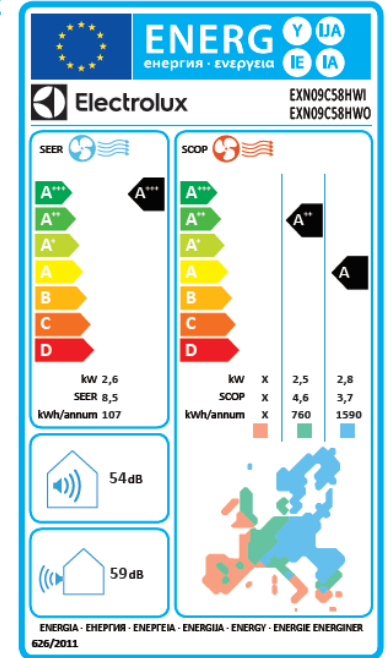 ENERG Y IJA
енергия · ενεργεια IE IA
Electrolux
EXN09C58HWI
EXN09C58HWO
SEER
SCOP
A+++ A+++
A++
A+
A
B
C
D
A+++
A++ A++
A+
A A
B
C
D
kW 2,6
SEER 8,5
kWh/annum 107
kW X 2,5 2,8
SCOP X 4,6 3,7
kWh/annum X 760 1590
54dB
59dB
ENERGIA · ЕНЕРГИЯ · ΕΝΕΡΓΕΙΑ · ENERGIJA · ENERGY · ENERGIE ENERGINER
626/2011